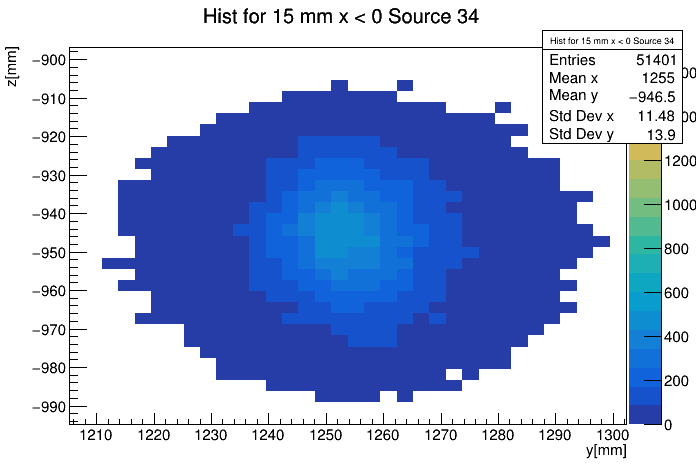 Hist for 15 mm x < 0 Source 34
Hist for 15 mm x < 0 Source 34
Entries 51401
Mean x 1255
Mean y −946.5
Std Dev x 11.48
Std Dev y 13.9
z[mm]
−900
−910
−920
−930
−940
−950
−960
−970
−980
−990
1200
1000
800
600
400
200
0
1210 1220 1230 1240 1250 1260 1270 1280 1290 1300
y[mm]